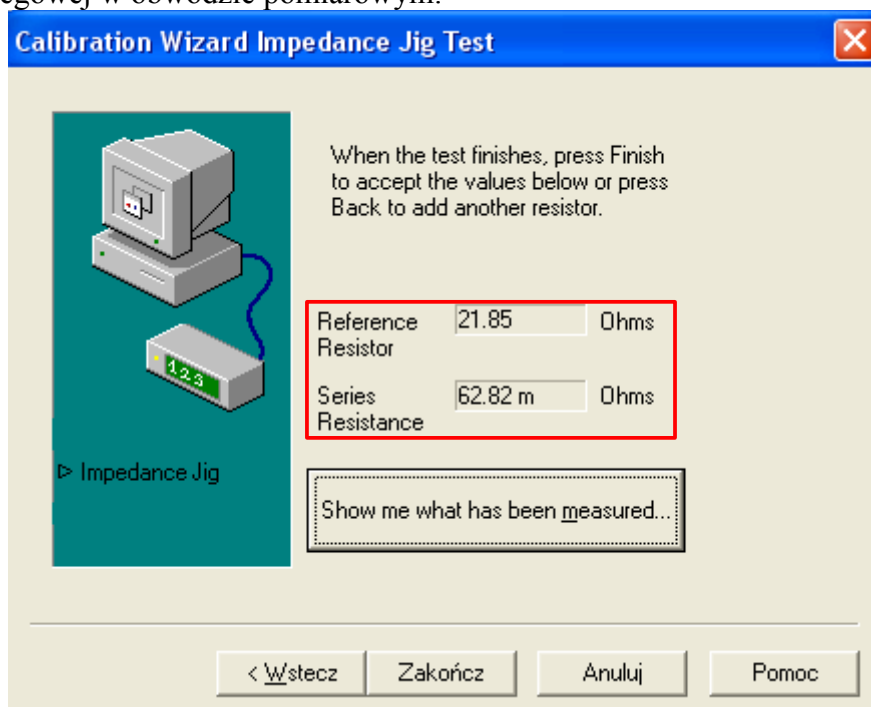 w obwodzie pomiarowym.
Calibration Wizard Impedance Jig Test
When the test finishes, press Finish
to accept the values below or press
Back to add another resistor.
Reference 21.85 Ohms
Resistor
Series 62.82 m Ohms
Resistance
123
Impedance Jig
Show me what has been measured...
< Wstecz Zakończ Anuluj Pomoc